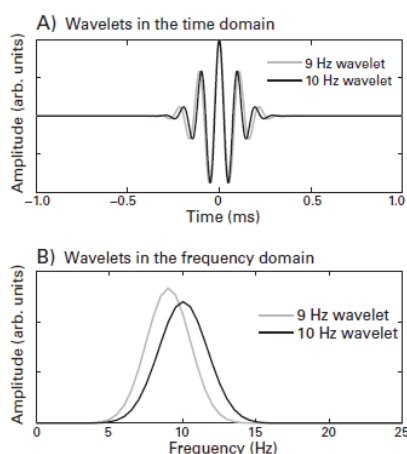 A) Wavelets in the time domain
Amplitude (arb. units)
9 Hz wavelet
10 Hz wavelet
−1.0 −0.5 0 0.5 1.0
Time (ms)
B) Wavelets in the frequency domain
Amplitude (arb. units)
9 Hz wavelet
10 Hz wavelet
0 5 10 15 20 25
Frequency (Hz)